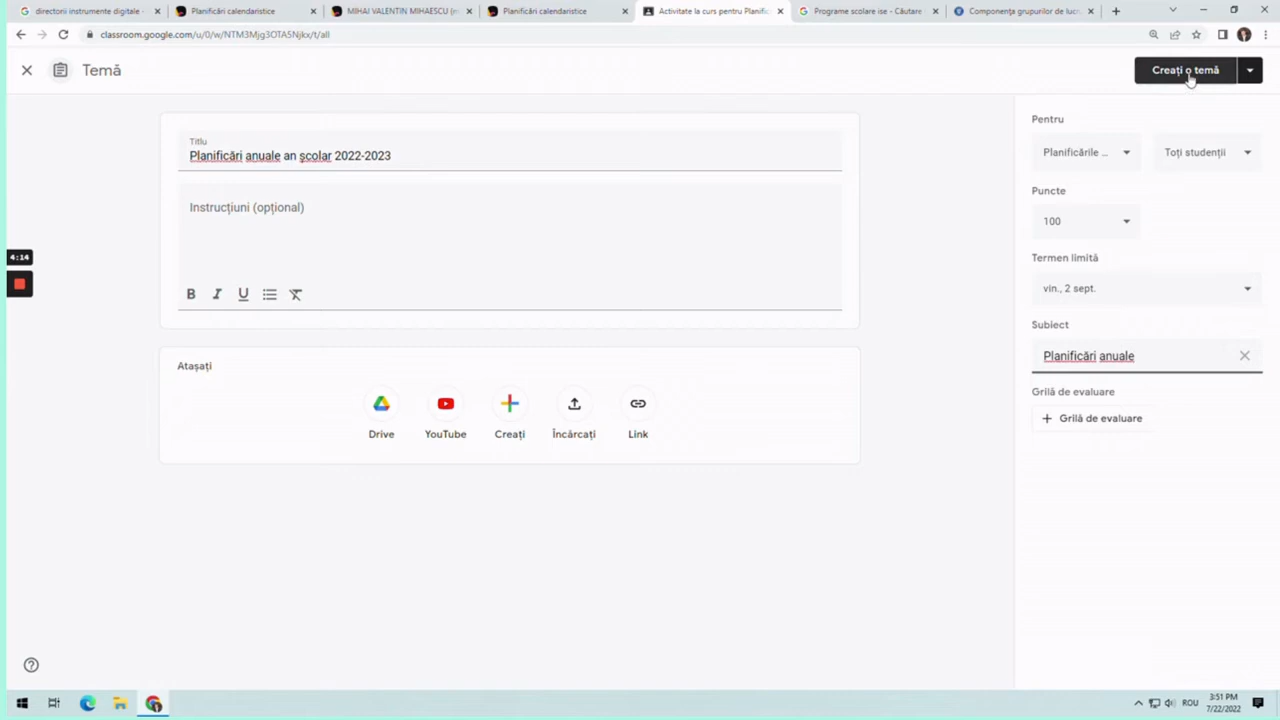 directorii instrumente digitale -
Planificări calendaristice
MIHAI VALENTIN MIHAESCU (m
Planificări calendaristice
Activitate la curs pentru Planific
Programe scolare ise - Căutare
Componența grupurilor de lucr
classroom.google.com/u/0/w/NTM3Mjg3OTA5Njkx/t/all
Temă
Creați o temă
Titlu
Planificări anuale an școlar 2022-2023
Instrucțiuni (opțional)
B I U
Atașați
Drive
YouTube
Creați
Încărcați
Link
Pentru
Planificările ...
Toți studenții
Puncte
100
Termen limită
vin., 2 sept.
Subiect
Planificări anuale
Grilă de evaluare
+ Grilă de evaluare
4:14
ROU
3:51 PM
7/22/2022